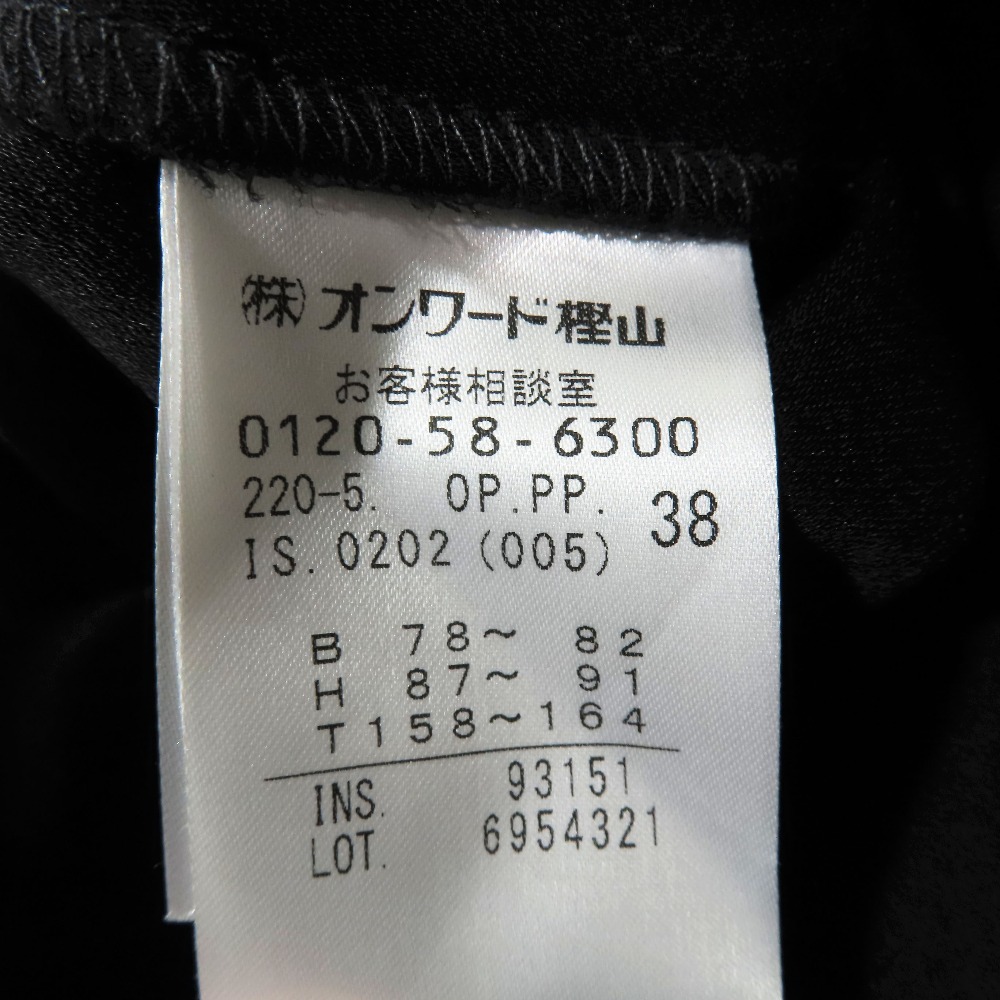 ㈱オンワード樫山
お客様相談室
0120-58-6300
220-5. OP.PP. 38
IS.0202(005)
B 78~ 82
H 87~ 91
T158~164
INS. 93151
LOT. 6954321